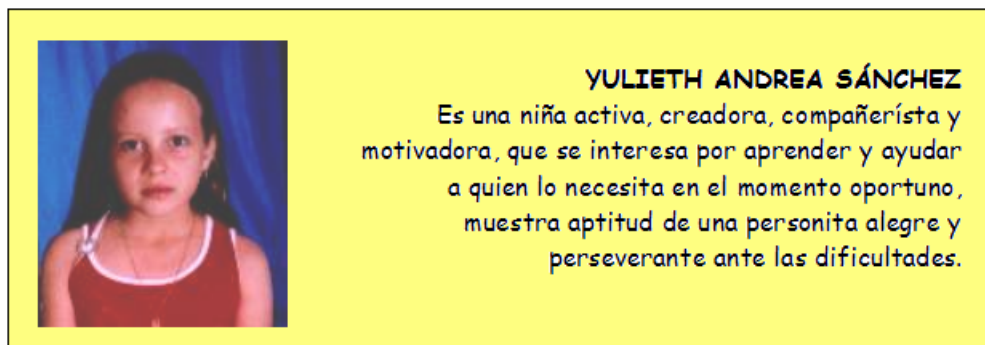 YULIETH ANDREA SÁNCHEZ
Es una niña activa, creadora, compañerísta y
motivadora, que se interesa por aprender y ayudar
a quien lo necesita en el momento oportuno,
muestra aptitud de una personita alegre y
perseverante ante las dificultades.